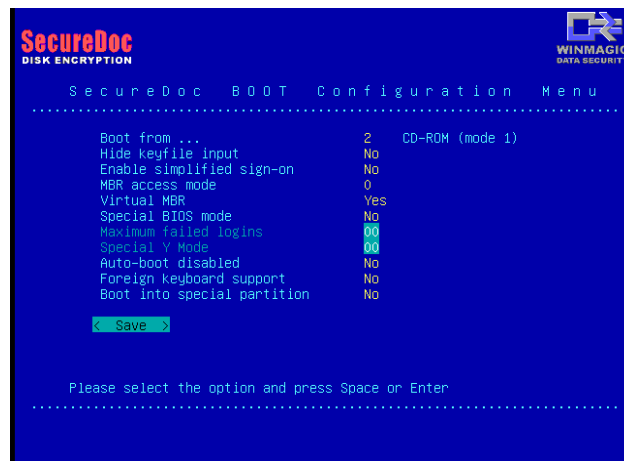 SecureDoc
DISK ENCRYPTION
WINMAGIC
DATA SECURIT
SecureDoc BOOT Configuration Menu
Boot from ... 2 CD-ROM (mode 1)
Hide keyfile input No
Enable simplified sign-on No
MBR access mode 0
Virtual MBR Yes
Special BIOS mode No
Maximum failed logins 00
Special Y Mode 00
Auto-boot disabled No
Foreign keyboard support No
Boot into special partition No
< Save >
Please select the option and press Space or Enter